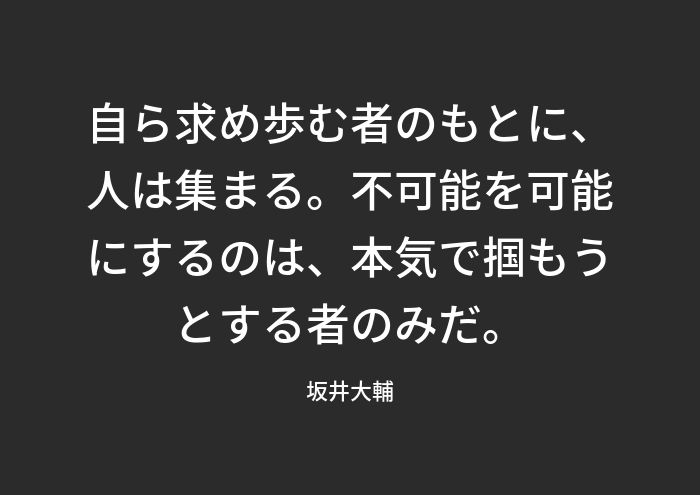 自ら求め歩む者のもとに、
人は集まる。不可能を可能
にするのは、本気で掴もう
とする者のみだ。
坂井大輔